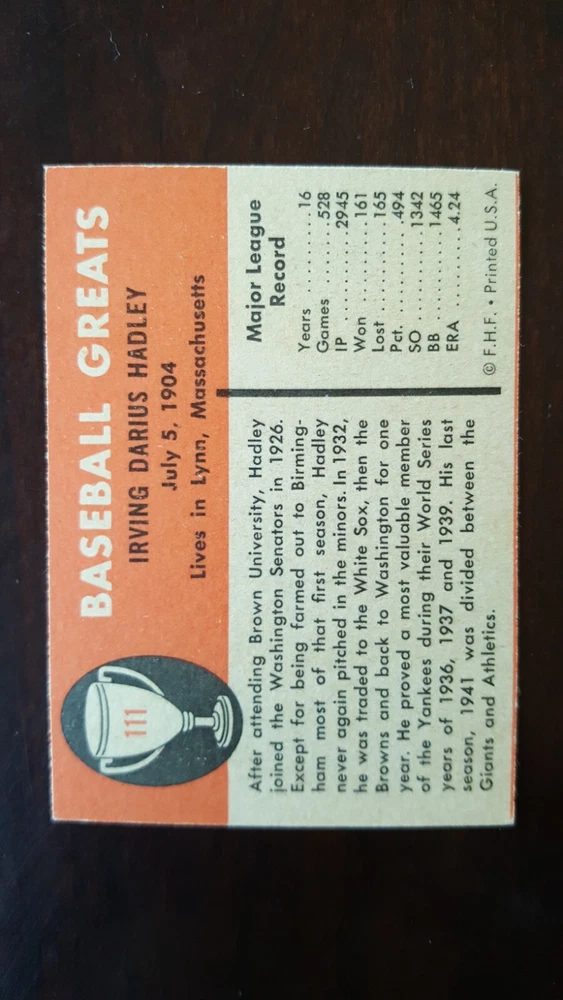 111
BASEBALL GREATS
IRVING DARIUS HADLEY
July 5, 1904
Lives in Lynn, Massachusetts
After attending Brown University, Hadley
joined the Washington Senators in 1926.
Except for being farmed out to Birming-
ham most of that first season, Hadley
never again pitched in the minors. In 1932,
he was traded to the White Sox, then the
Browns and back to Washington for one
year. He proved a most valuable member
of the Yankees during their World Series
years of 1936, 1937 and 1939. His last
season, 1941 was divided between the
Giants and Athletics.
Major League
Record
Years ..........16
Games .........528
IP ............2945
Won ..........161
Lost ..........165
Pct. ..........494
SO ...........1342
BB ...........1465
ERA .........4.24
© F.H.F. • Printed U.S.A.